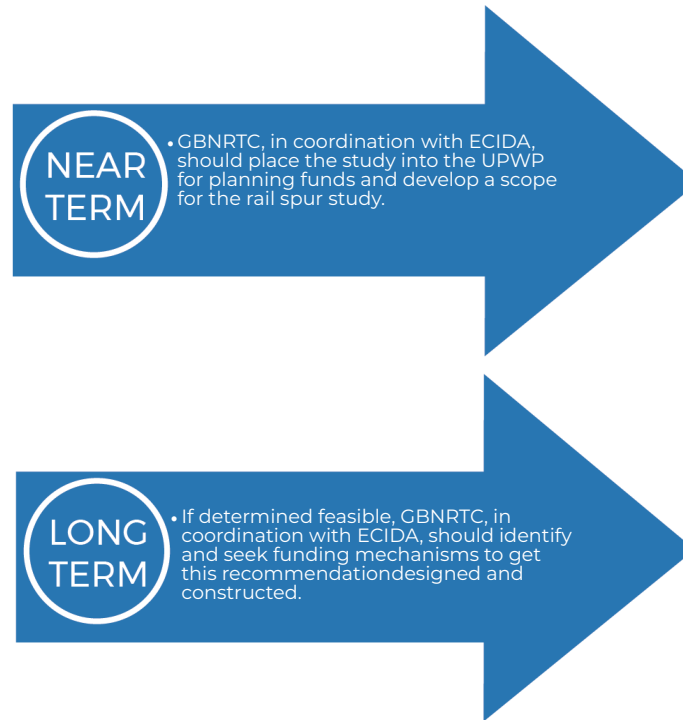 NEAR
TERM
• GBNRTC, in coordination with ECIDA,
should place the study into the UPWP
for planning funds and develop a scope
for the rail spur study.
LONG
TERM
• If determined feasible, GBNRTC, in
coordination with ECIDA, should identify
and seek funding mechanisms to get
this recommendationdesigned and
constructed.